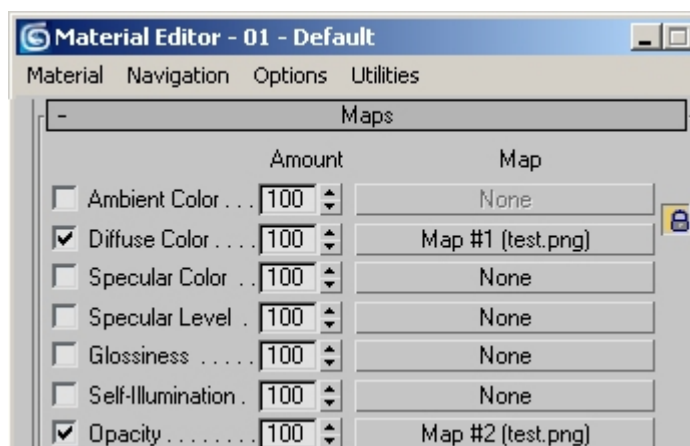 Material Editor - 01 - Default
Material Navigation Options Utilities
- Maps
Amount Map
Ambient Color . . . 100 None
Diffuse Color . . . . 100 Map #1 (test.png)
Specular Color . . 100 None
Specular Level . 100 None
Glossiness . . . . . 100 None
Self-Illumination . 100 None
Opacity . . . . . . . . 100 Map #2 (test.png)